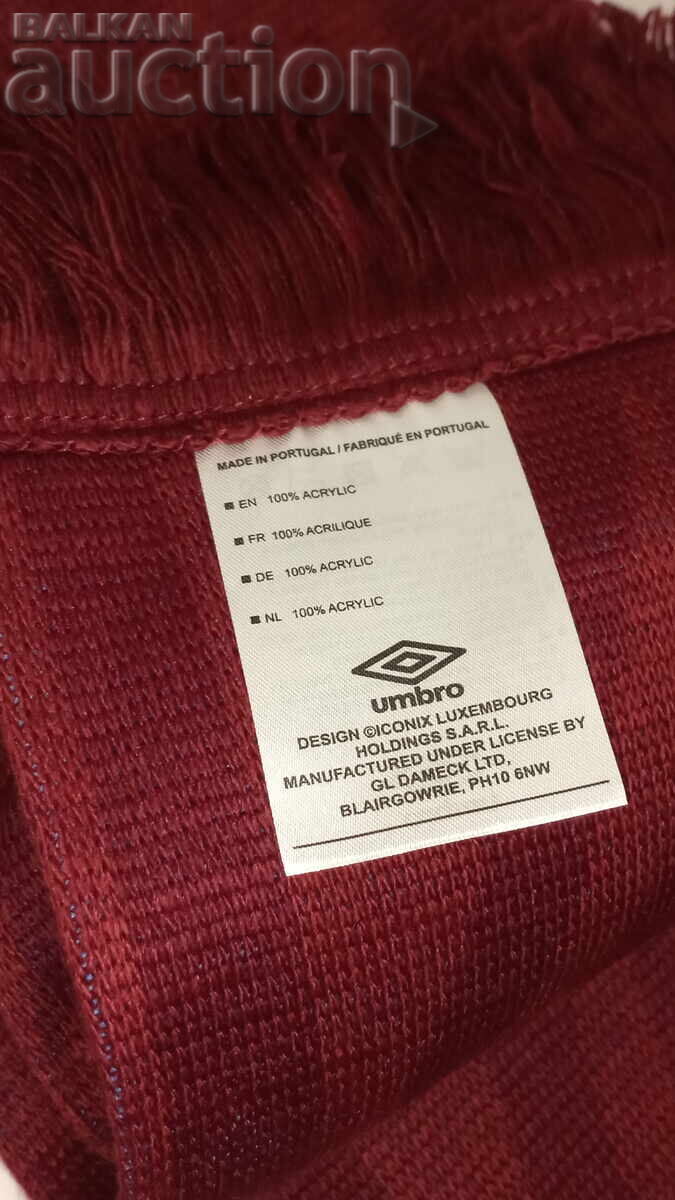 BALKAN
auction
MADE IN PORTUGAL / FABRIQUÉ EN PORTUGAL
EN 100% ACRYLIC
FR 100% ACRILIQUE
DE 100% ACRYLIC
NL 100% ACRYLIC
umbro
DESIGN ©ICONIX LUXEMBOURG
HOLDINGS S.A.R.L.
MANUFACTURED UNDER LICENSE BY
GL DAMECK LTD,
BLAIRGOWRIE, PH10 6NW